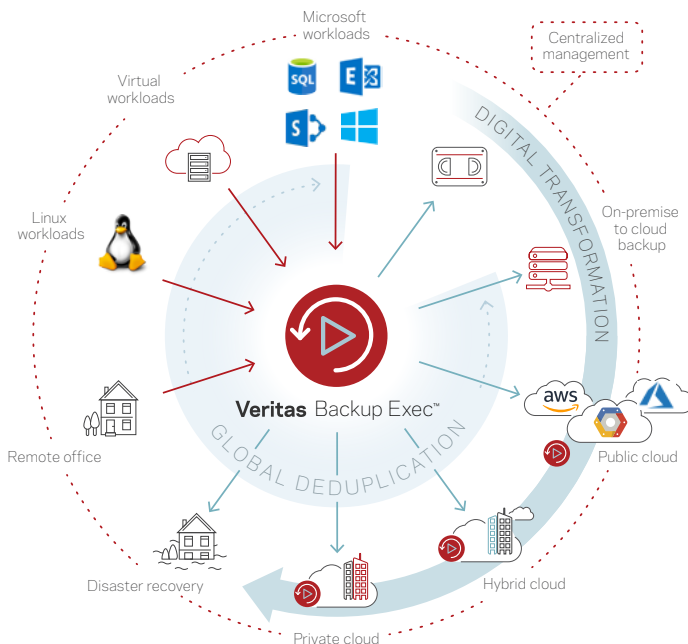 Microsoft
workloads
Centralized
management
Virtual
workloads
SQL
E
S
DIGITAL TRANSFORMATION
Linux
workloads
On-premise
to cloud
backup
aws
Veritas Backup Exec™
GLOBAL DEDUPLICATION
Remote office
Public cloud
Disaster recovery
Hybrid cloud
Private cloud